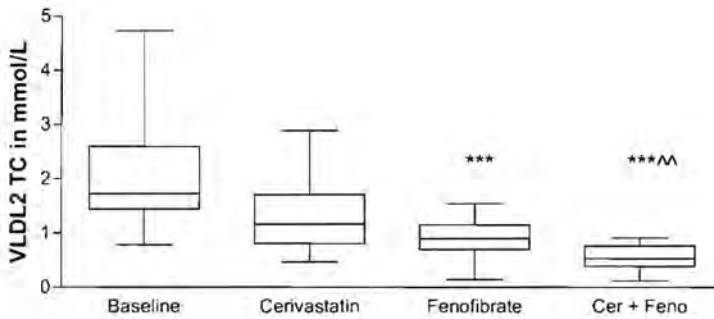 VLDL2 TC in mmol/L
5
4
3
2
1
0
***
***^^
Baseline
Cerivastatin
Fenofibrate
Cer + Feno